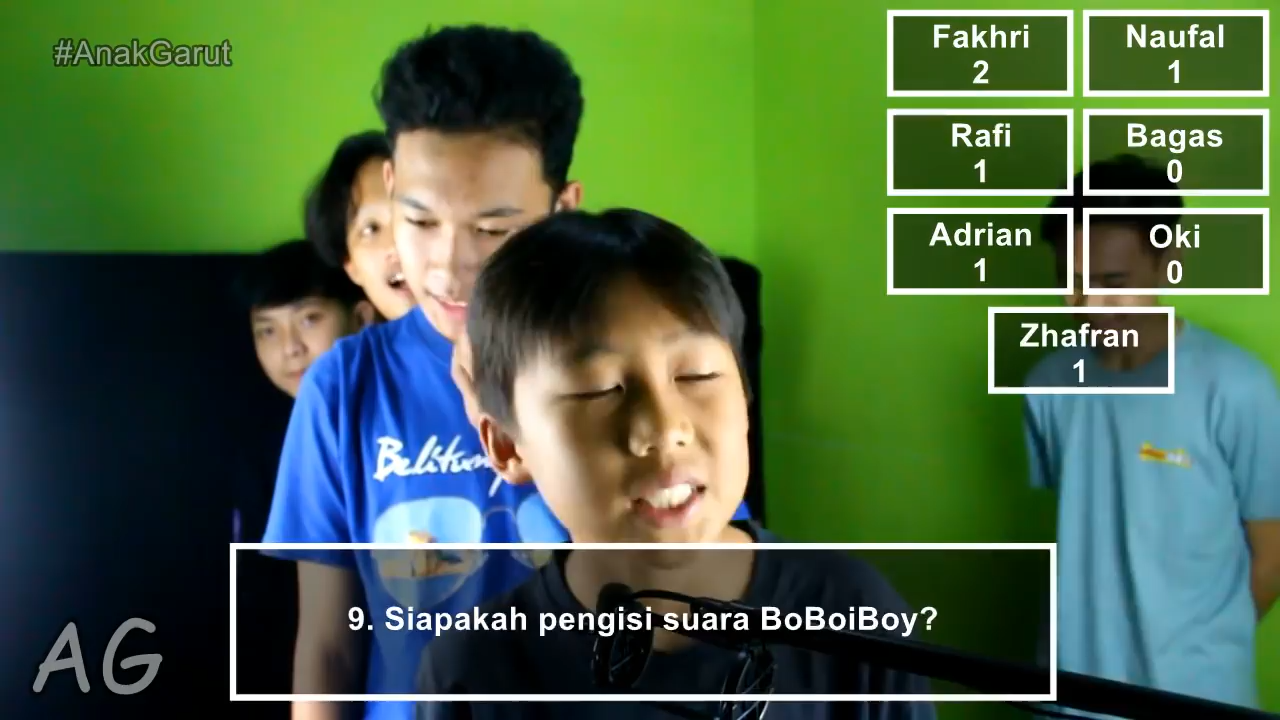 #AnakGarut
Fakhri
2
Naufal
1
Rafi
1
Bagas
0
Adrian
1
Oki
0
Zhafran
1
9. Siapakah pengisi suara BoBoiBoy?
AG